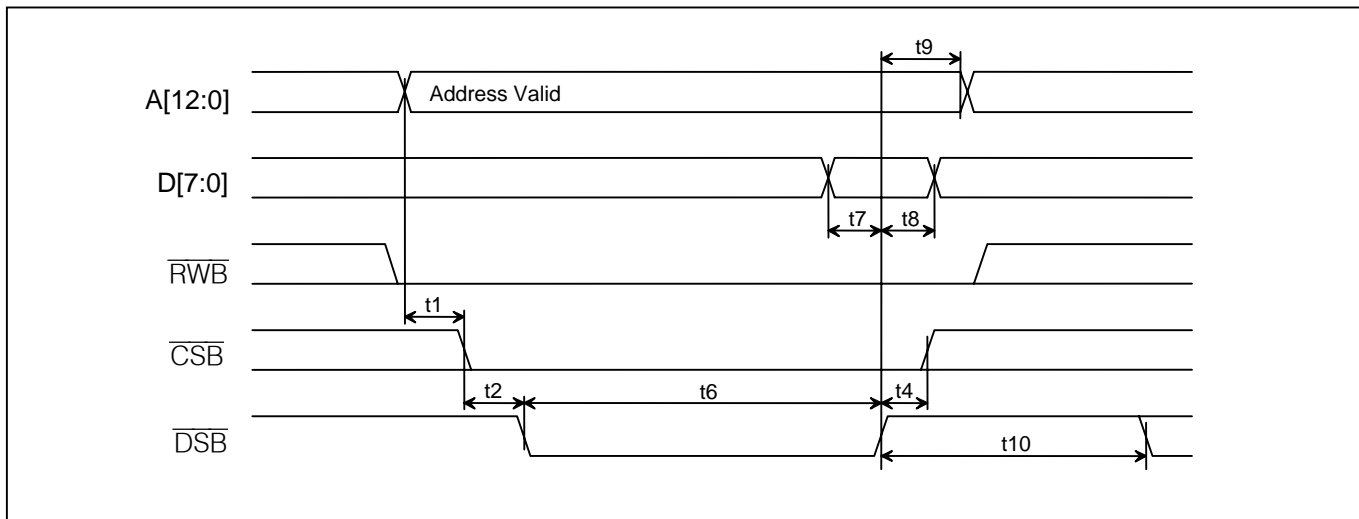 t9
A[12:0] Address Valid
D[7:0]
t7 t8
RWB
t1
CSB
t2 t6 t4
DSB
t10